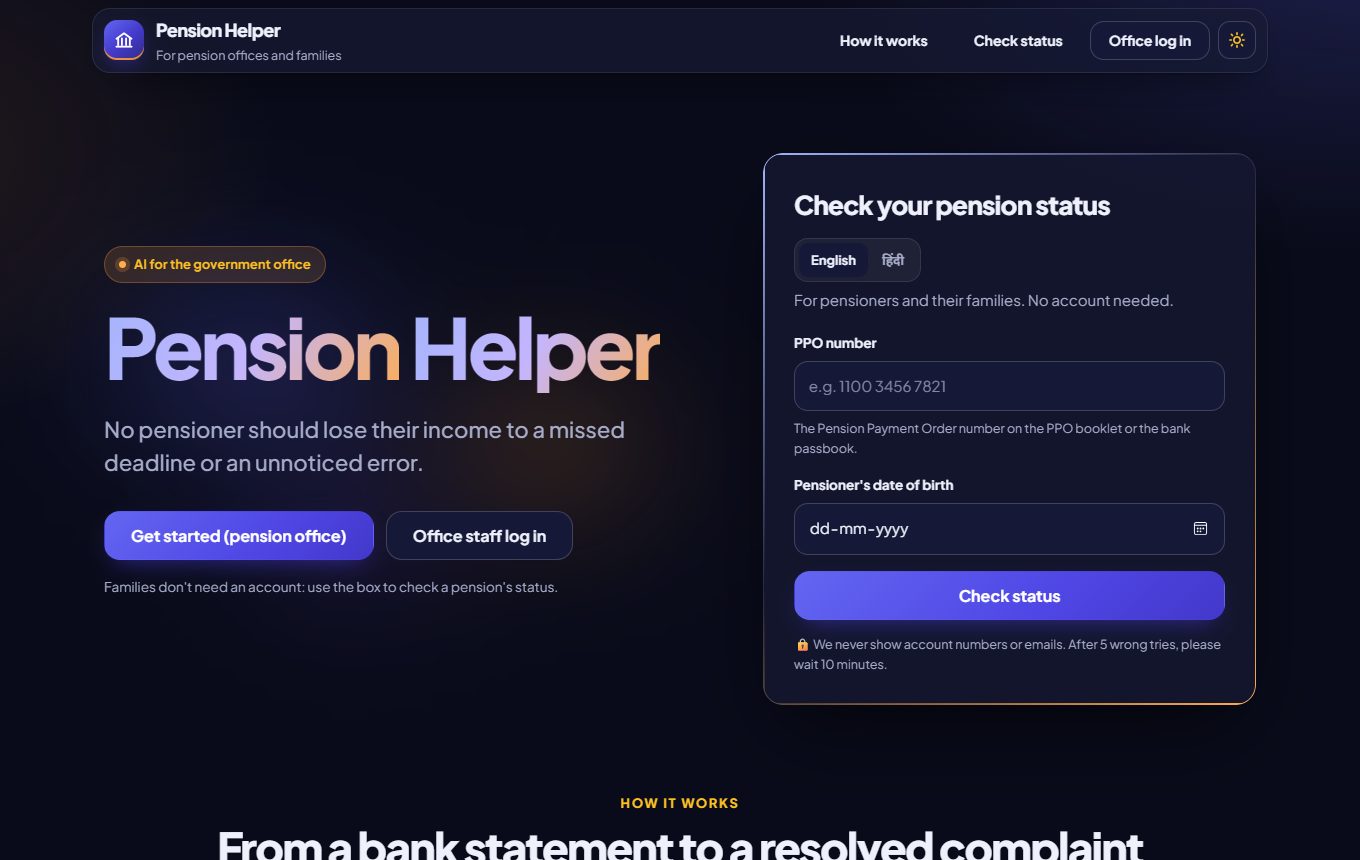 Pension Helper
For pension offices and families
How it works
Check status
Office log in
AI for the government office
Pension Helper
No pensioner should lose their income to a missed
deadline or an unnoticed error.
Get started (pension office)
Office staff log in
Families don't need an account: use the box to check a pension's status.
Check your pension status
English
हिंदी
For pensioners and their families. No account needed.
PPO number
e.g. 1100 3456 7821
The Pension Payment Order number on the PPO booklet or the bank
passbook.
Pensioner's date of birth
dd-mm-yyyy
Check status
We never show account numbers or emails. After 5 wrong tries, please
wait 10 minutes.
HOW IT WORKS
From a bank statement to a resolved complaint